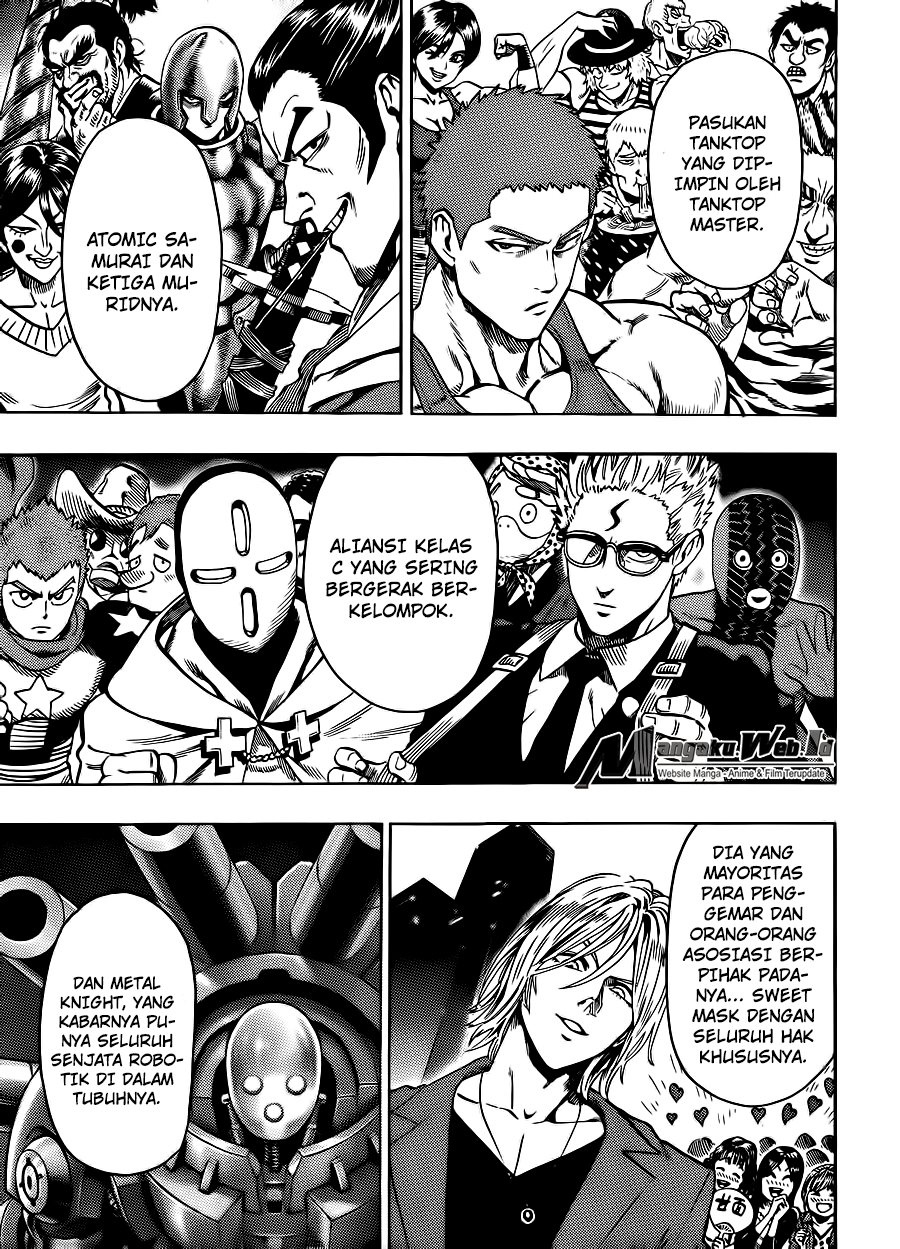 PASUKAN
TANKTOP
YANG DIP-
IMPIN OLEH
TANKTOP
MASTER.
ATOMIC SA-
MURAI DAN
KETIGA MU-
RIDNYA.
ALIANSI KELAS
C YANG SERING
BERGERAK BER-
KELOMPOK.
Mangaku.Web.Id
Website Manga - Anime & Film Terupdate
DIA YANG
MAYORITAS
PARA PENG-
GEMAR DAN
ORANG-ORANG
ASOSIASI BER-
PIHAK PADA-
NYA... SWEET
MASK DENGAN
SELURUH HAK
KHUSUSNYA.
DAN METAL
KNIGHT, YANG
KABARNYA PU-
NYA SELURUH
SENJATA ROBO-
TIK DI DALAM
TUBUHNYA.